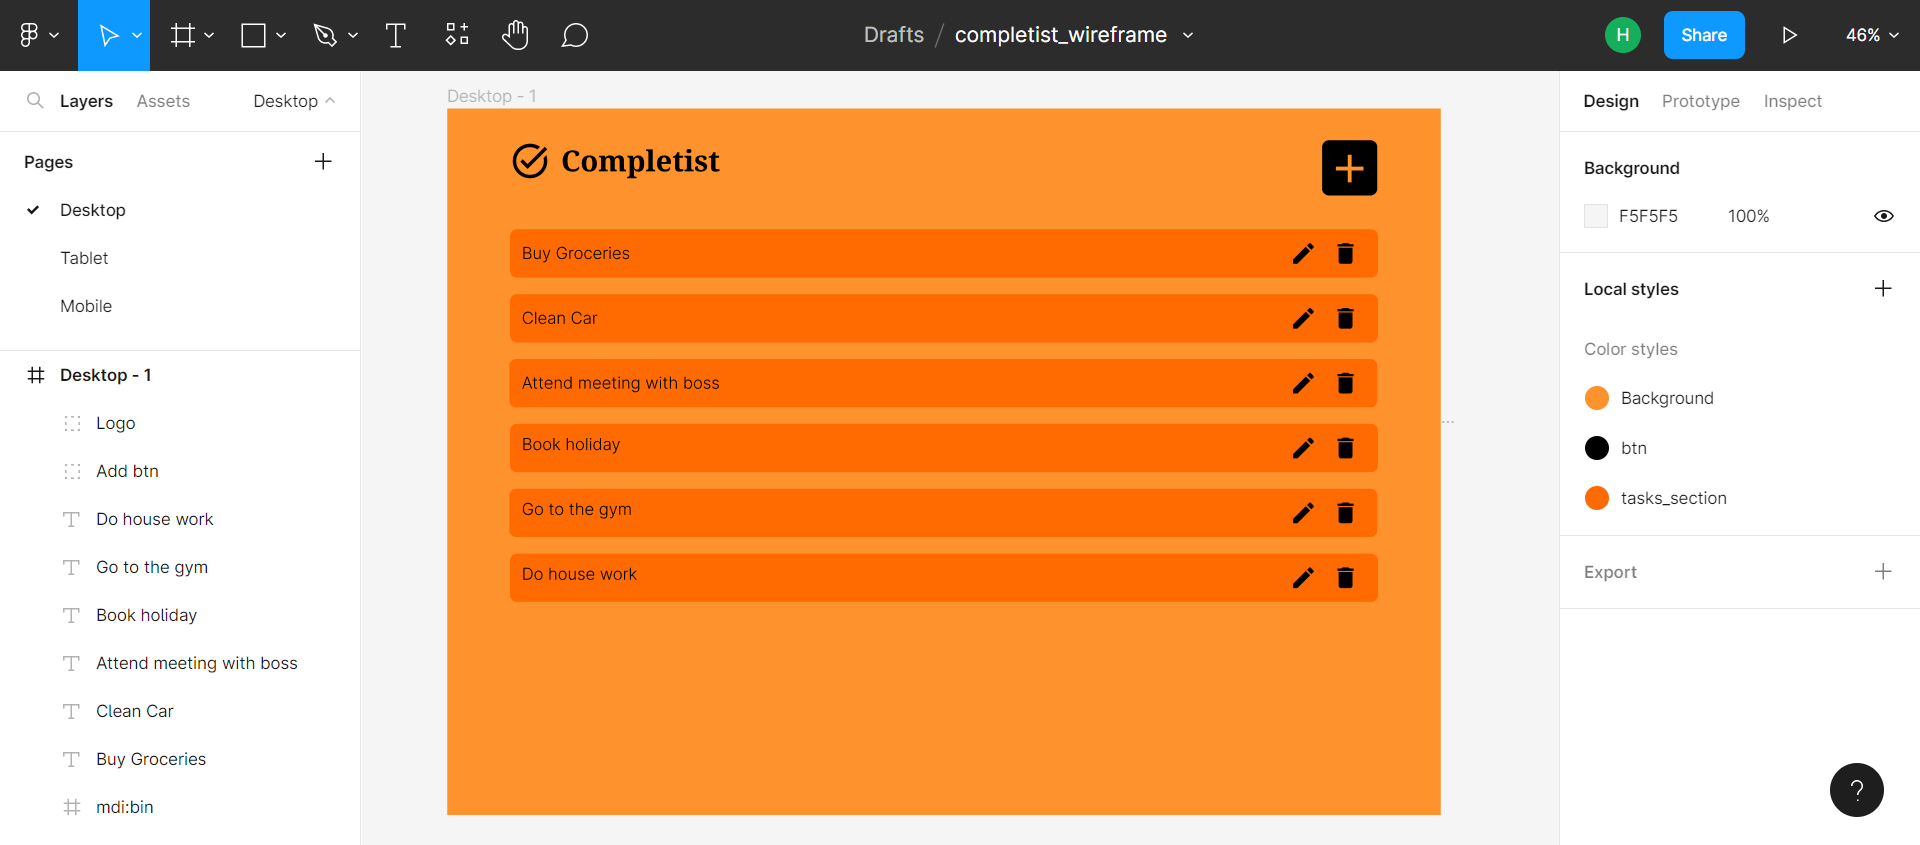 Drafts / completist_wireframe
H
Share
46%
Layers
Assets
Desktop
Pages
Desktop
Tablet
Mobile
Desktop - 1
Logo
Add btn
Do house work
Go to the gym
Book holiday
Attend meeting with boss
Clean Car
Buy Groceries
mdi:bin
Desktop - 1
Completist
Buy Groceries
Clean Car
Attend meeting with boss
Book holiday
Go to the gym
Do house work
Design
Prototype
Inspect
Background
F5F5F5
100%
Local styles
Color styles
Background
btn
tasks_section
Export
?